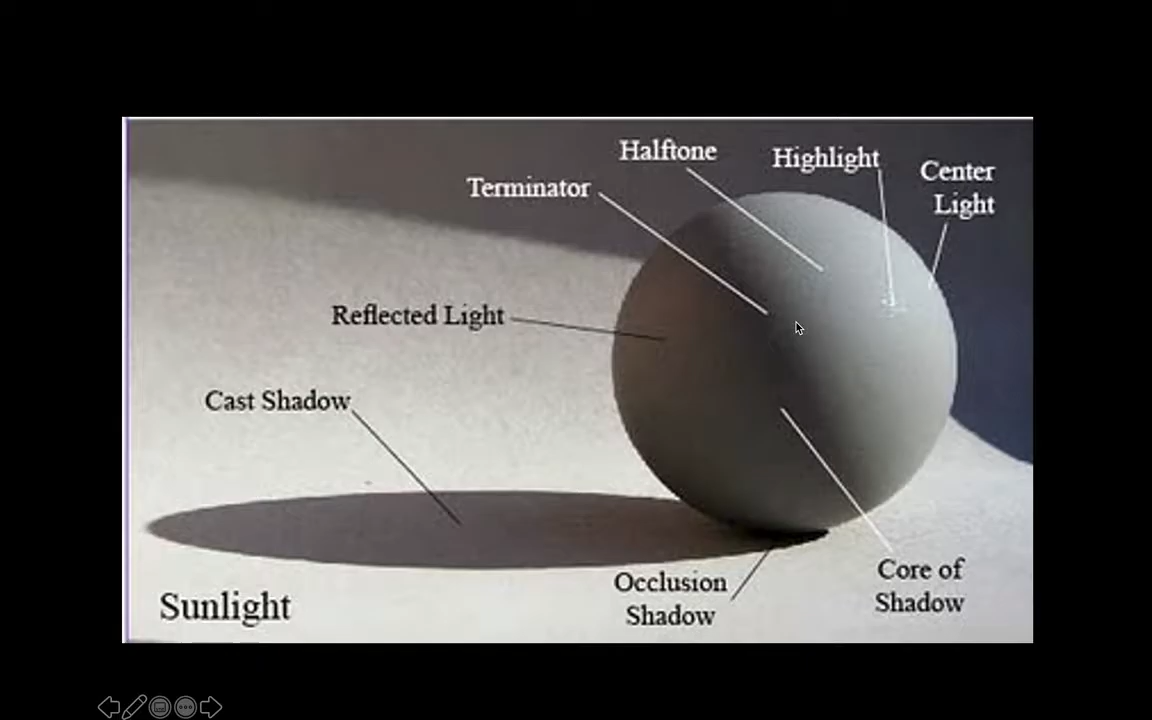 Halftone
Highlight
Center
Light
Terminator
Reflected Light
Cast Shadow
Occlusion
Shadow
Core of
Shadow
Sunlight